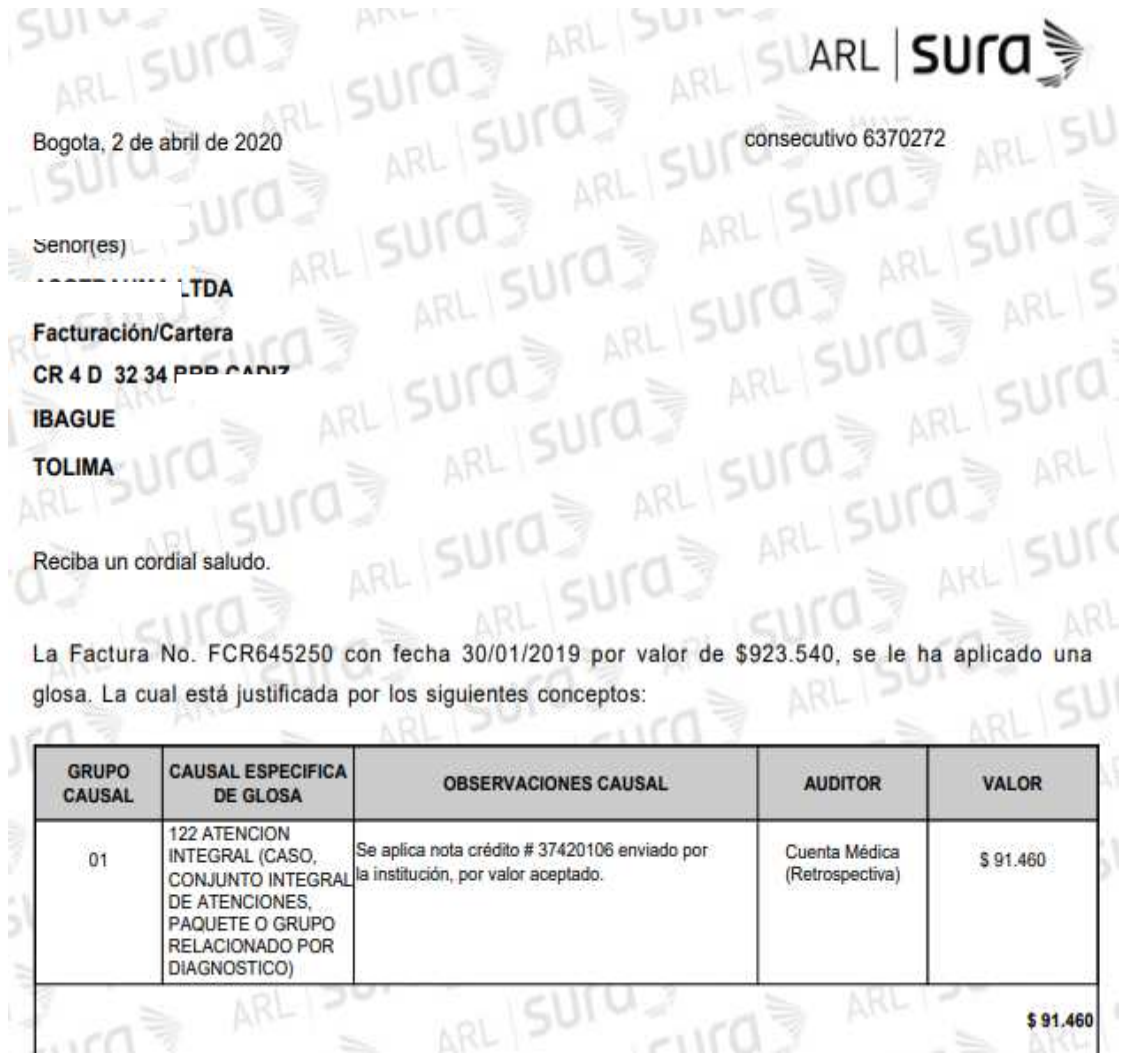 ARL sura
Bogota, 2 de abril de 2020
consecutivo 6370272
Señor(es)
LTDA
Facturación/Cartera
CR 4 D 32 34
IBAGUE
TOLIMA
Reciba un cordial saludo.
La Factura No. FCR645250 con fecha 30/01/2019 por valor de $923.540, se le ha aplicado una
glosa. La cual está justificada por los siguientes conceptos:
GRUPO CAUSAL
CAUSAL ESPECIFICA DE GLOSA
OBSERVACIONES CAUSAL
AUDITOR
VALOR
01
122 ATENCION
INTEGRAL (CASO,
CONJUNTO INTEGRAL
DE ATENCIONES,
PAQUETE O GRUPO
RELACIONADO POR
DIAGNOSTICO)
Se aplica nota crédito # 37420106 enviado por
la institución, por valor aceptado.
Cuenta Médica
(Retrospectiva)
$ 91.460
$ 91.460